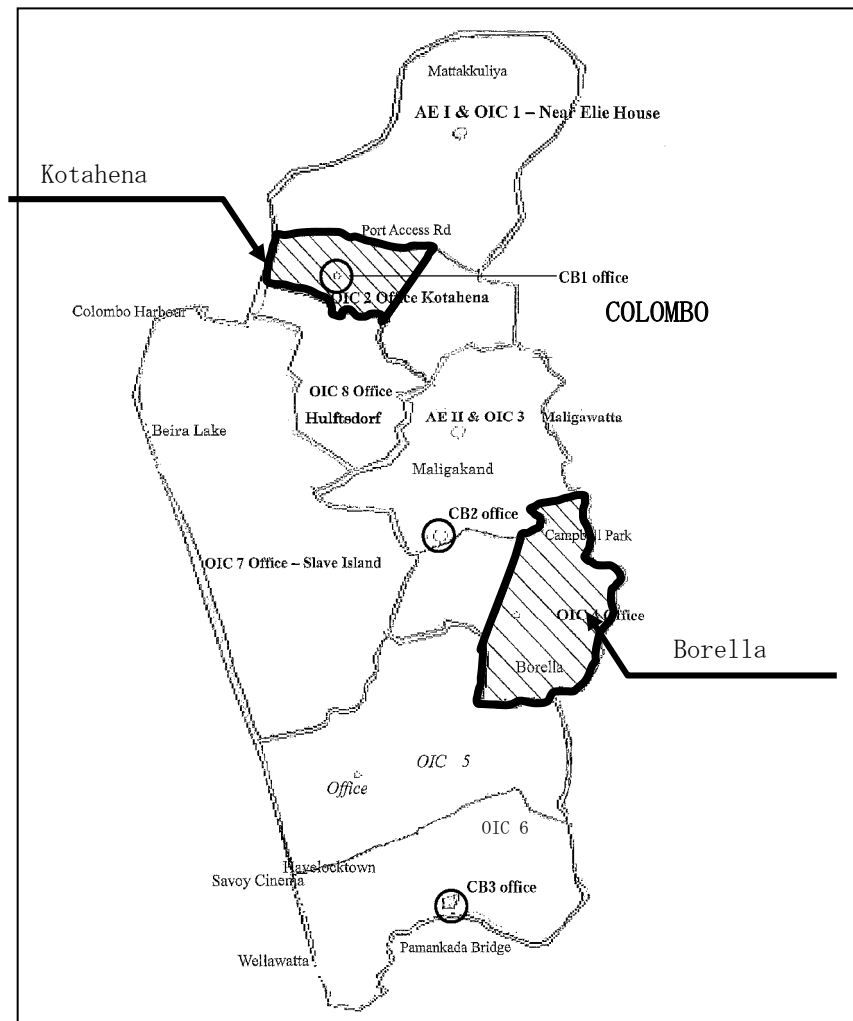 Mattakkuliya
AE I & OIC 1 – Near Elie House
Kotahena
Port Access Rd
CB1 office
OIC 2 Office Kotahena
Colombo Harbour
COLOMBO
OIC 8 Office
Hulftsdorf
AE II & OIC 3
Maligawatta
Beira Lake
Maligakand
CB2 office
Campbell Park
OIC 7 Office – Slave Island
OIC 4 Office
Borella
Borella
OIC 5
Office
OIC 6
Havelocktown
Savoy Cinema
CB3 office
Pamankada Bridge
Wellawatta